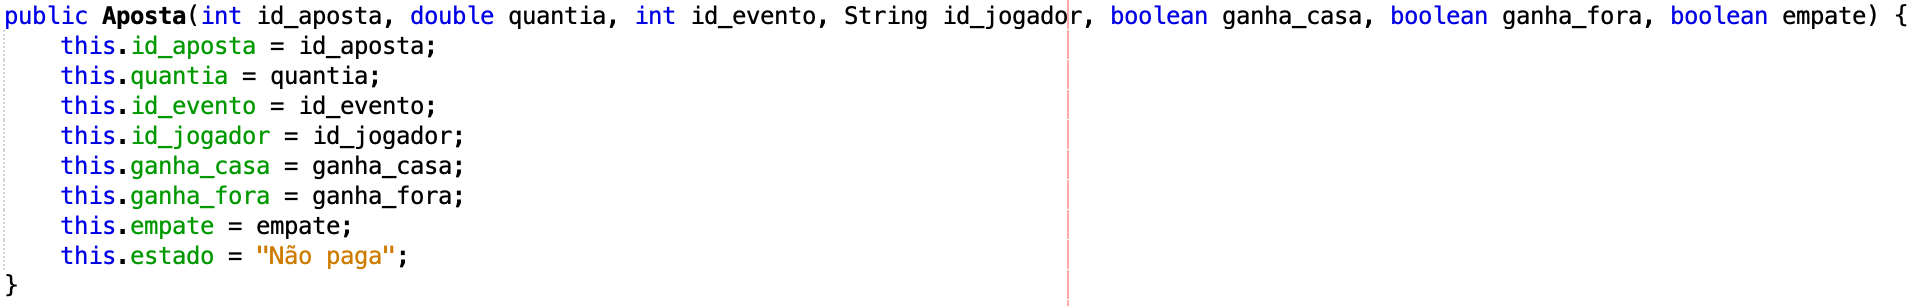 public Aposta(int id_aposta, double quantia, int id_evento, String id_jogador, boolean ganha_casa, boolean ganha_fora, boolean empate) {
    this.id_aposta = id_aposta;
    this.quantia = quantia;
    this.id_evento = id_evento;
    this.id_jogador = id_jogador;
    this.ganha_casa = ganha_casa;
    this.ganha_fora = ganha_fora;
    this.empate = empate;
    this.estado = "Não paga";
}